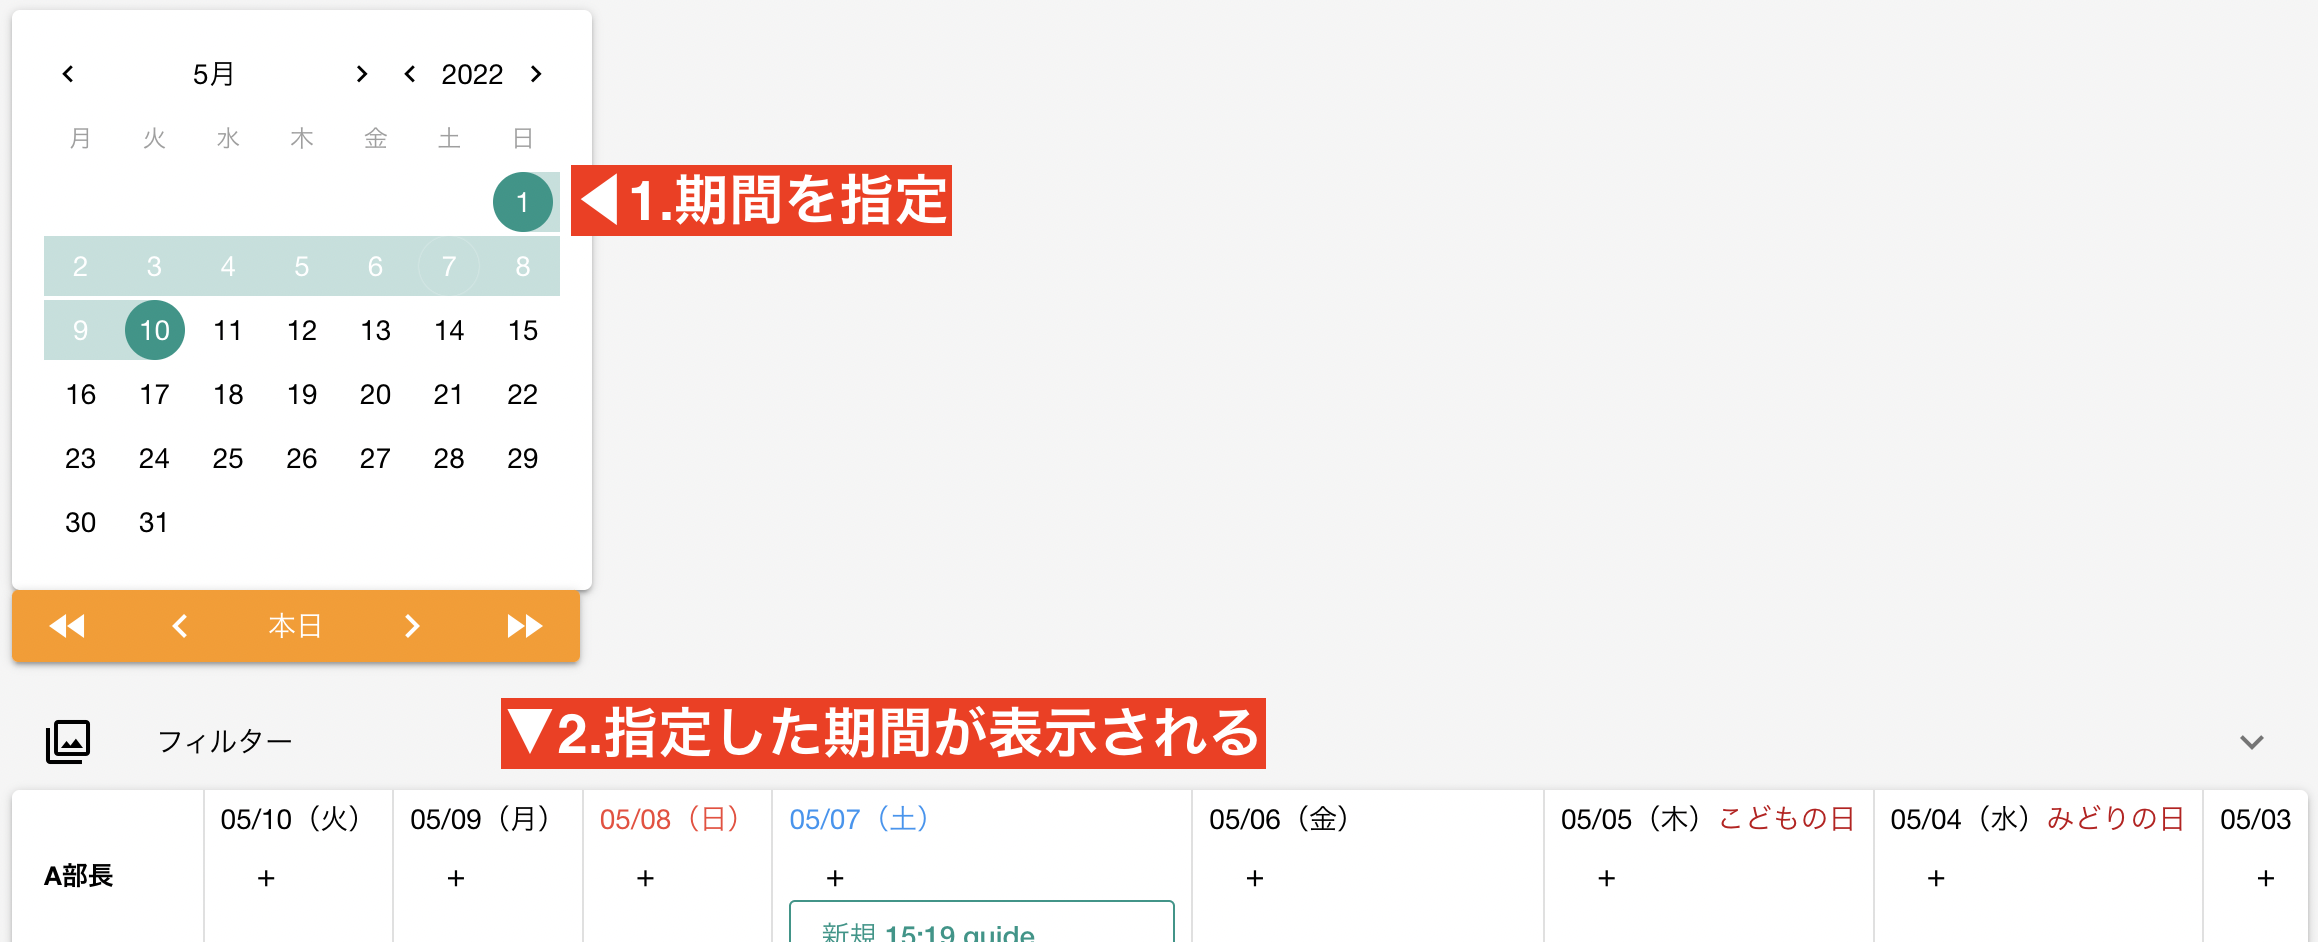 5月 2022
月 火 水 木 金 土 日
1
◀1.期間を指定
2 3 4 5 6 7 8
9 10 11 12 13 14 15
16 17 18 19 20 21 22
23 24 25 26 27 28 29
30 31
本日
フィルター
▼2.指定した期間が表示される
05/10（火） 05/09（月） 05/08（日） 05/07（土） 05/06（金） 05/05（木）こどもの日 05/04（水）みどりの日 05/03
A部長 + + + + + + + +
新規 15:19 guide